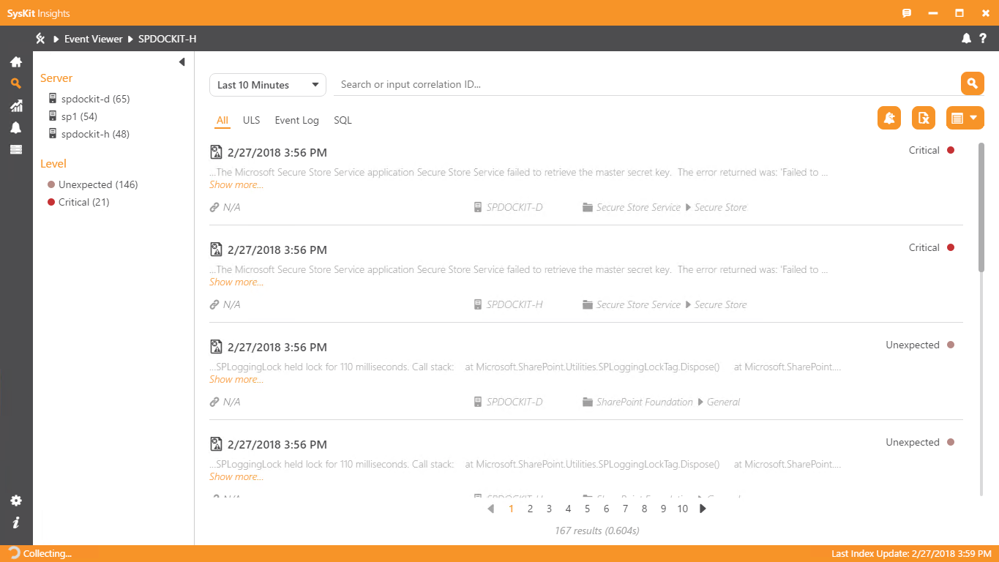 SysKit Insights
Event Viewer SPDOCKIT-H
Server
spdockit-d (65)
sp1 (54)
spdockit-h (48)
Level
Unexpected (146)
Critical (21)
Last 10 Minutes
Search or input correlation ID...
All ULS Event Log SQL
2/27/2018 3:56 PM
Critical
...The Microsoft Secure Store Service application Secure Store Service failed to retrieve the master secret key. The error returned was: 'Failed to ...
Show more...
N/A SPDOCKIT-D Secure Store Service Secure Store
2/27/2018 3:56 PM
Critical
...The Microsoft Secure Store Service application Secure Store Service failed to retrieve the master secret key. The error returned was: 'Failed to ...
Show more...
N/A SPDOCKIT-H Secure Store Service Secure Store
2/27/2018 3:56 PM
Unexpected
...SPLoggingLock held lock for 110 milliseconds. Call stack: at Microsoft.SharePoint.Utilities.SPLoggingLockTag.Dispose() at Microsoft.SharePoint....
Show more...
N/A SPDOCKIT-D SharePoint Foundation General
2/27/2018 3:56 PM
Unexpected
...SPLoggingLock held lock for 110 milliseconds. Call stack: at Microsoft.SharePoint.Utilities.SPLoggingLockTag.Dispose() at Microsoft.SharePoint....
Show more...
1 2 3 4 5 6 7 8 9 10
167 results (0.604s)
Collecting...
Last Index Update: 2/27/2018 3:59 PM